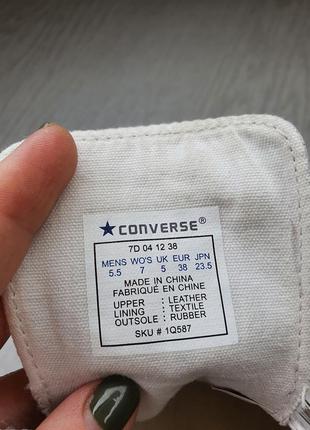 CONVERSE®
7D 04 12 38
MENS WO'S UK EUR JPN
5.5 7 5 38 23.5
MADE IN CHINA
FABRIQUÉ EN CHINE
UPPER : LEATHER
LINING : TEXTILE
OUTSOLE : RUBBER
SKU # 1Q587